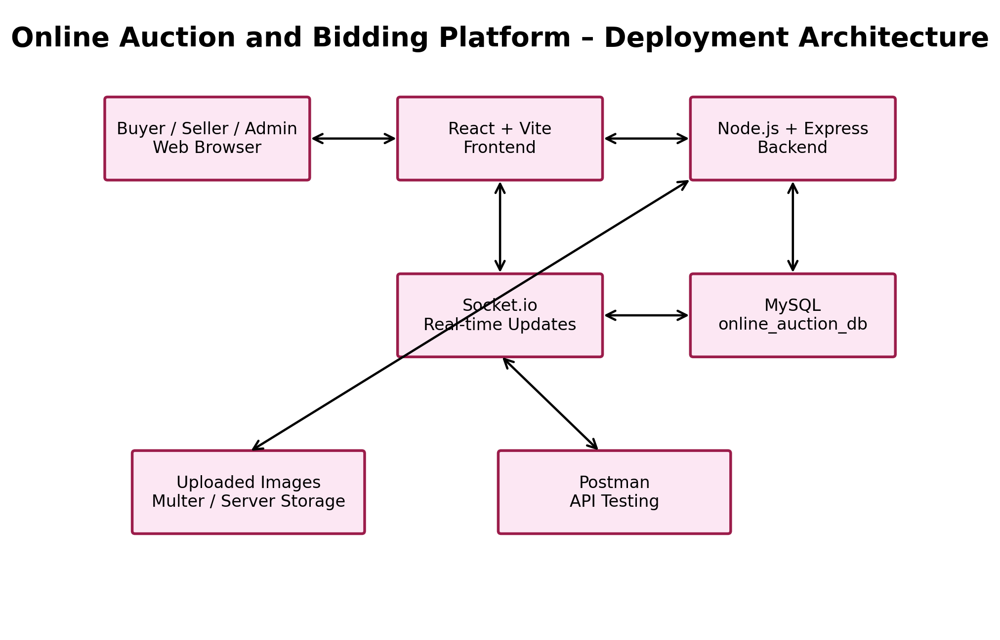 Online Auction and Bidding Platform – Deployment Architecture
Buyer / Seller / Admin
Web Browser
React + Vite
Frontend
Node.js + Express
Backend
Socket.io
Real-time Updates
MySQL
online_auction_db
Uploaded Images
Multer / Server Storage
Postman
API Testing